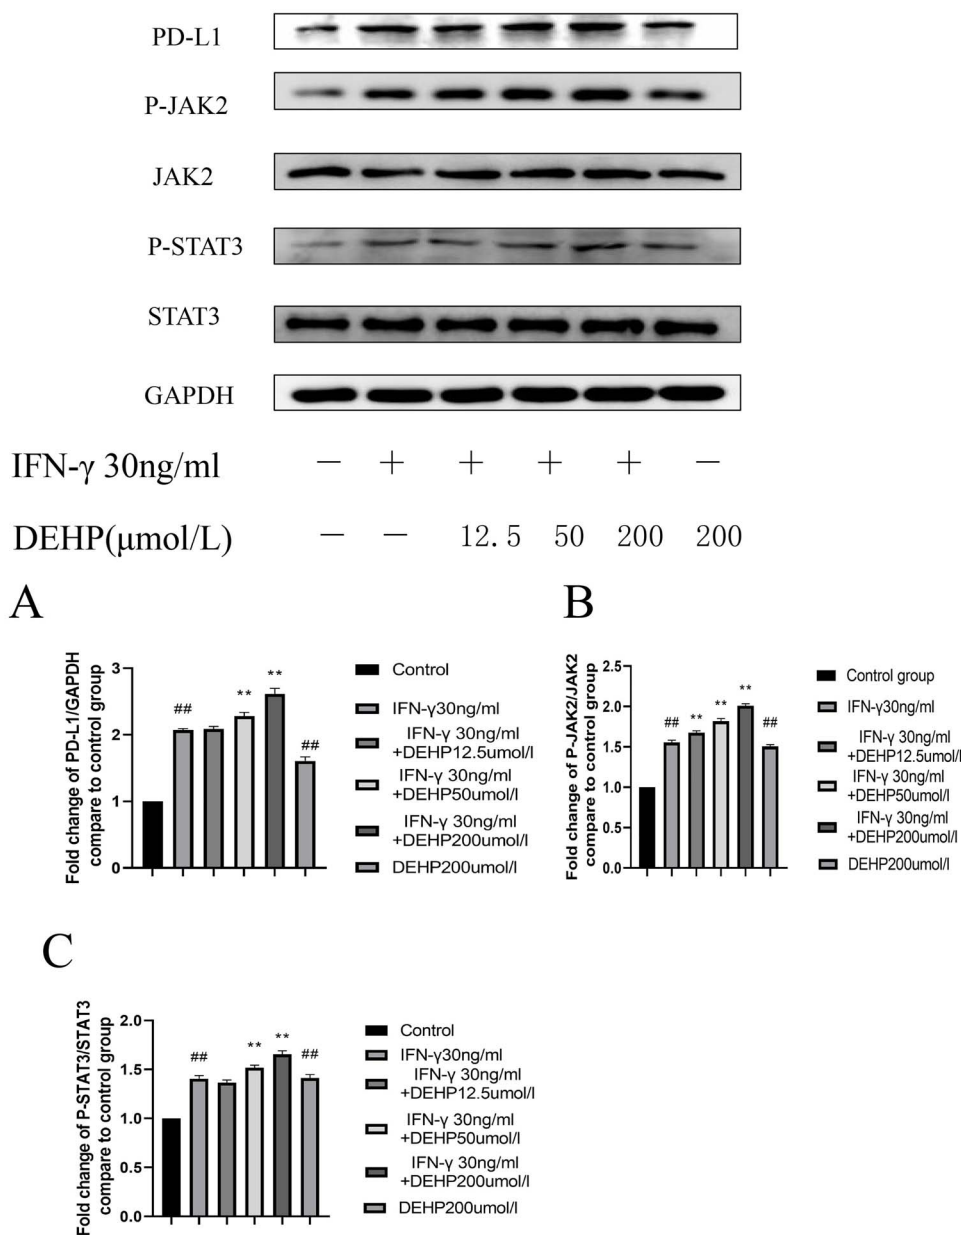 PD-L1
P-JAK2
JAK2
P-STAT3
STAT3
GAPDH
IFN-γ 30ng/ml − + + + + −
DEHP(μmol/L) − − 12.5 50 200 200
A
Fold change of PD-L1/GAPDH
compare to control group
3
2
1
0
##
**
**
##
Control
IFN-γ30ng/ml
IFN-γ 30ng/ml
+DEHP12.5umol/l
IFN-γ 30ng/ml
+DEHP50umol/l
IFN-γ 30ng/ml
+DEHP200umol/l
DEHP200umol/l
B
Fold change of P-JAK2/JAK2
compare to control group
2.5
2.0
1.5
1.0
0.5
0.0
##
**
**
**
##
Control group
IFN-γ30ng/ml
IFN-γ 30ng/ml
+DEHP12.5umol/l
IFN-γ 30ng/ml
+DEHP50umol/l
IFN-γ 30ng/ml
+DEHP200umol/l
DEHP200umol/l
C
Fold change of P-STAT3/STAT3
compare to control group
2.0
1.5
1.0
0.5
0.0
##
**
**
##
Control
IFN-γ30ng/ml
IFN-γ 30ng/ml
+DEHP12.5umol/l
IFN-γ 30ng/ml
+DEHP50umol/l
IFN-γ 30ng/ml
+DEHP200umol/l
DEHP200umol/l